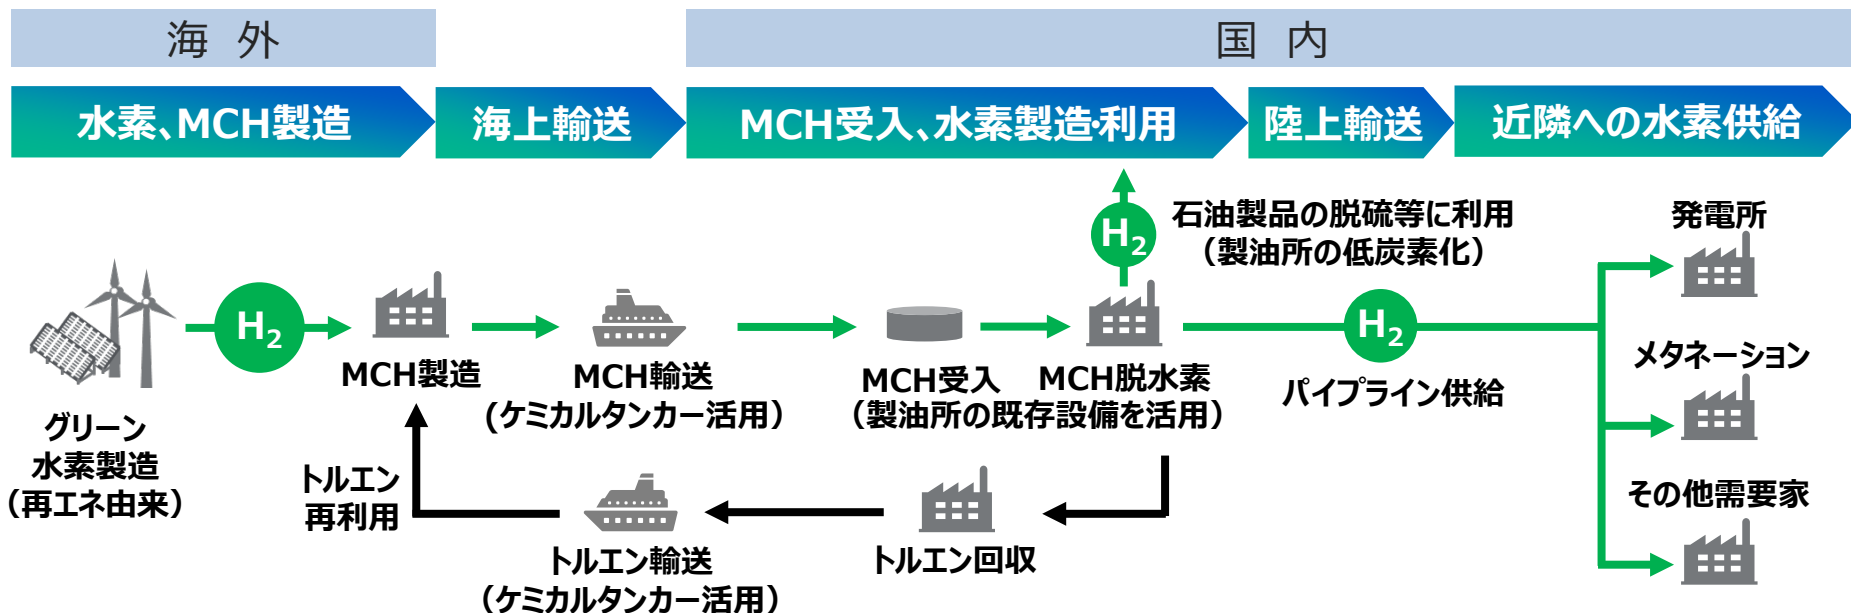 海 外
国 内
水素、MCH製造
海上輸送
MCH受入、水素製造・利用
陸上輸送
近隣への水素供給
H2
石油製品の脱硫等に利用
（製油所の低炭素化）
発電所
H2
H2
MCH製造
MCH輸送
(ケミカルタンカー活用）
MCH受入
MCH脱水素
（製油所の既存設備を活用）
パイプライン供給
メタネーション
グリーン
水素製造
（再エネ由来）
トルエン
再利用
その他需要家
トルエン輸送
（ケミカルタンカー活用）
トルエン回収